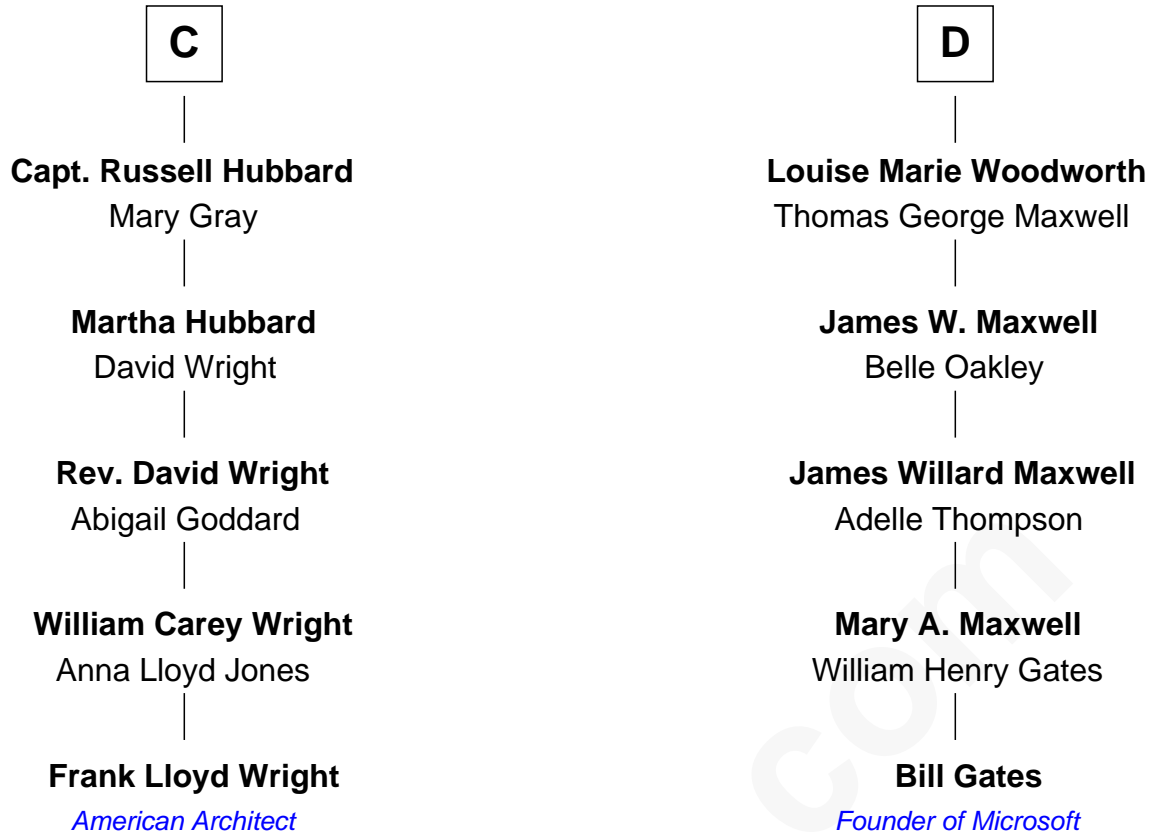 C
Capt. Russell Hubbard
Mary Gray
Martha Hubbard
David Wright
Rev. David Wright
Abigail Goddard
William Carey Wright
Anna Lloyd Jones
Frank Lloyd Wright
American Architect
D
Louise Marie Woodworth
Thomas George Maxwell
James W. Maxwell
Belle Oakley
James Willard Maxwell
Adelle Thompson
Mary A. Maxwell
William Henry Gates
Bill Gates
Founder of Microsoft
com